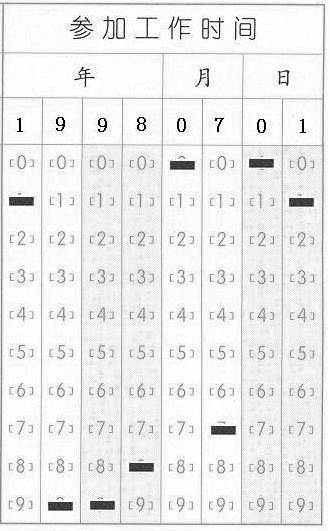 参加工作时间
年 月 日
1 9 9 8 0 7 0 1
[0] [0] [0] [0] [0]
[1] [1] [1] [1] [1] [1]
[2] [2] [2] [2] [2] [2] [2] [2]
[3] [3] [3] [3] [3] [3] [3] [3]
[4] [4] [4] [4] [4] [4] [4] [4]
[5] [5] [5] [5] [5] [5] [5] [5]
[6] [6] [6] [6] [6] [6] [6] [6]
[7] [7] [7] [7] [7] [7] [7]
[8] [8] [8] [8] [8] [8] [8]
[9] [9] [9] [9] [9] [9]